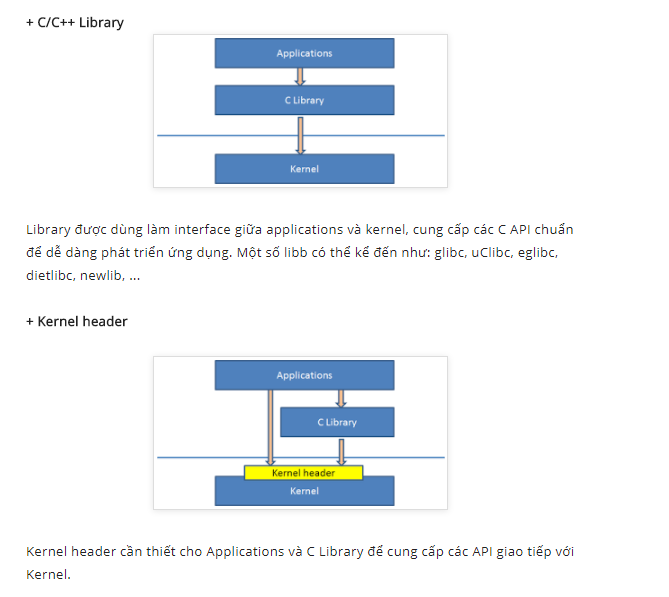 + C/C++ Library
Applications
C Library
Kernel
Library được dùng làm interface giữa applications và kernel, cung cấp các C API chuẩn
để dễ dàng phát triển ứng dụng. Một số libb có thể kể đến như: glibc, uClibc, eglibc,
dietlibc, newlib, ...
+ Kernel header
Applications
C Library
Kernel header
Kernel
Kernel header cần thiết cho Applications và C Library để cung cấp các API giao tiếp với
Kernel.